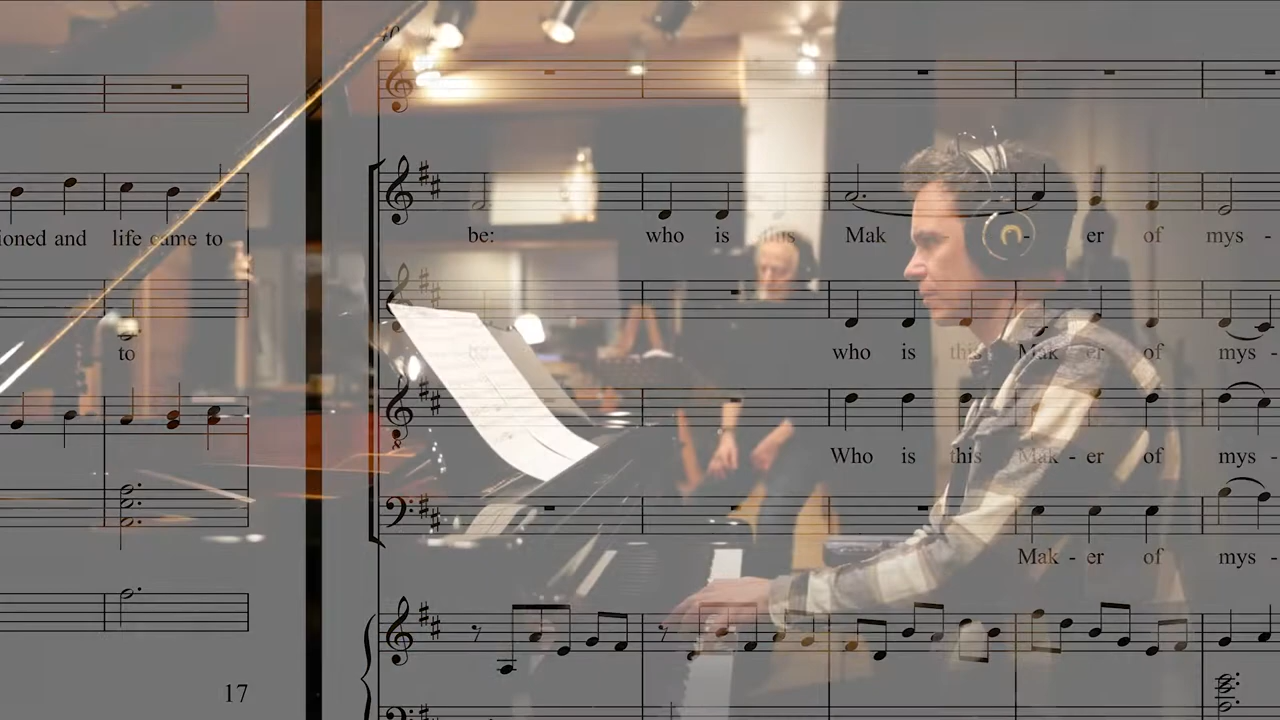 ioned and life came to
to
17
be: who is this Mak - er of mys -
who is this Mak - er of mys -
Who is this Mak - er of mys -
Mak - er of mys -